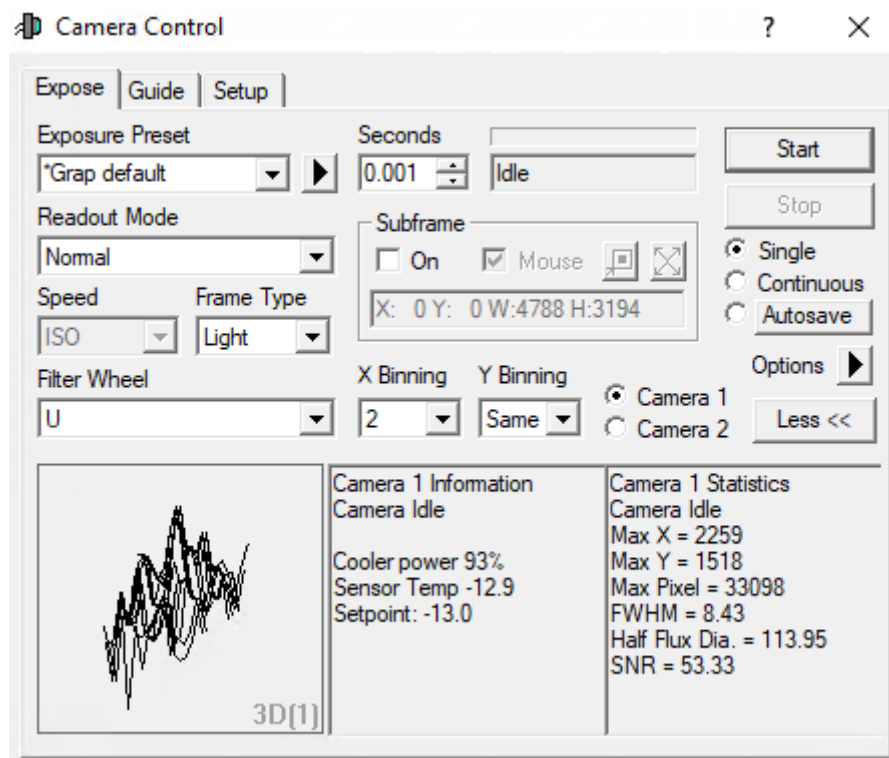 Camera Control ?
Expose Guide Setup
Exposure Preset
*Grap default
Seconds
0.001
Idle
Start
Stop
Readout Mode
Normal
Subframe
On Mouse
X: 0 Y: 0 W:4788 H:3194
Single
Continuous
Autosave
Speed Frame Type
ISO Light
Filter Wheel
U
X Binning Y Binning
2 Same
Camera 1
Camera 2
Options
Less <<
3D(1)
Camera 1 Information
Camera Idle
Cooler power 93%
Sensor Temp -12.9
Setpoint: -13.0
Camera 1 Statistics
Camera Idle
Max X = 2259
Max Y = 1518
Max Pixel = 33098
FWHM = 8.43
Half Flux Dia. = 113.95
SNR = 53.33